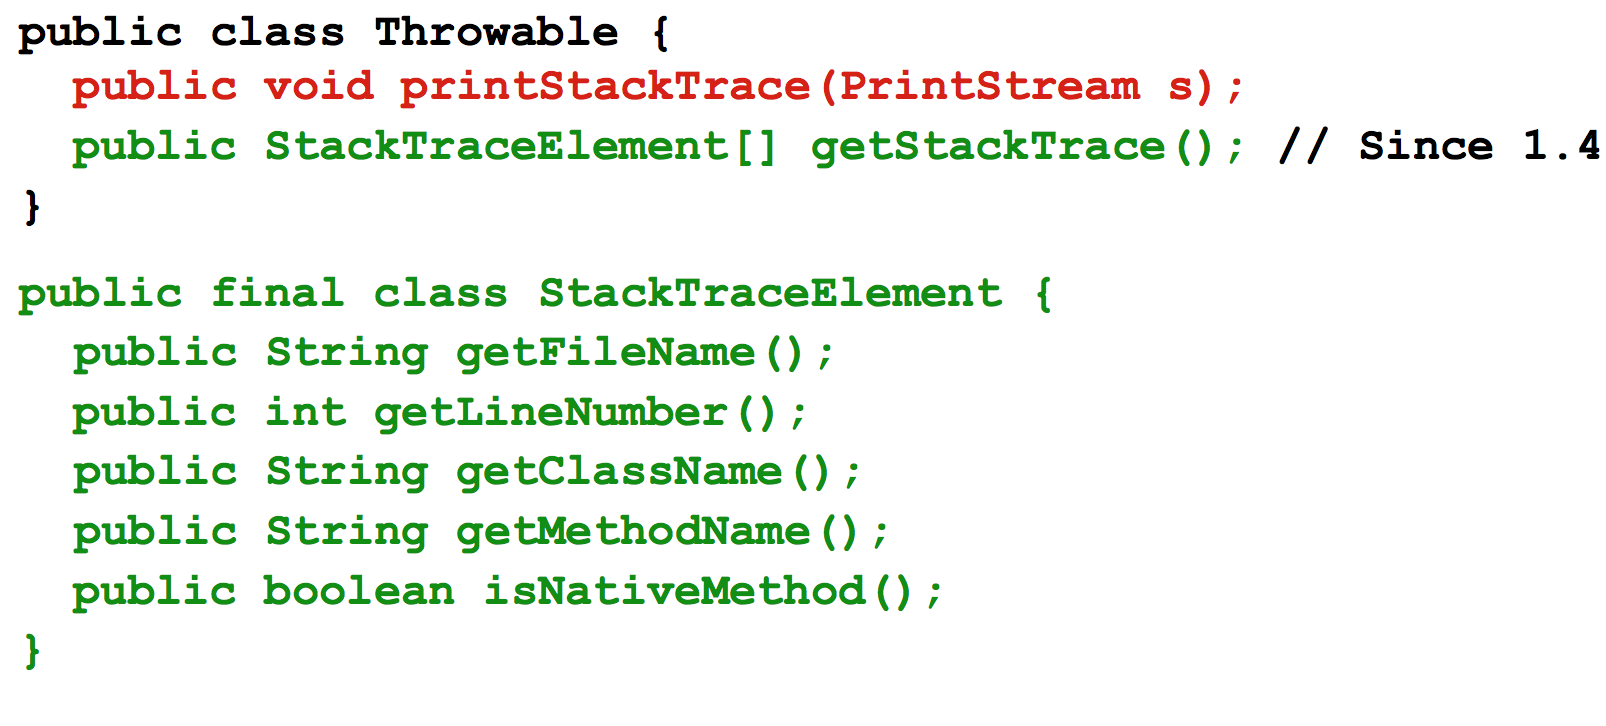 public class Throwable {
  public void printStackTrace(PrintStream s);
  public StackTraceElement[] getStackTrace(); // Since 1.4
}
public final class StackTraceElement {
  public String getFileName();
  public int getLineNumber();
  public String getClassName();
  public String getMethodName();
  public boolean isNativeMethod();
}